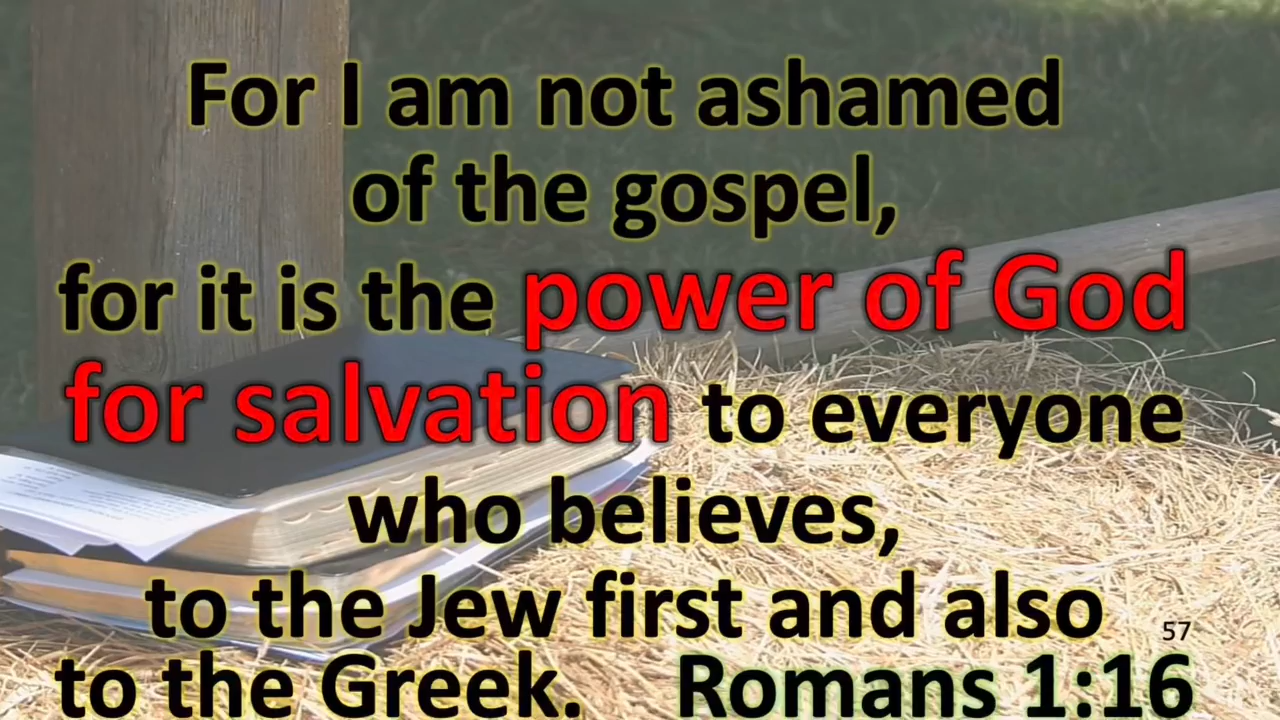 For I am not ashamed
of the gospel,
for it is the power of God
for salvation to everyone
who believes,
to the Jew first and also
57
to the Greek. Romans 1:16